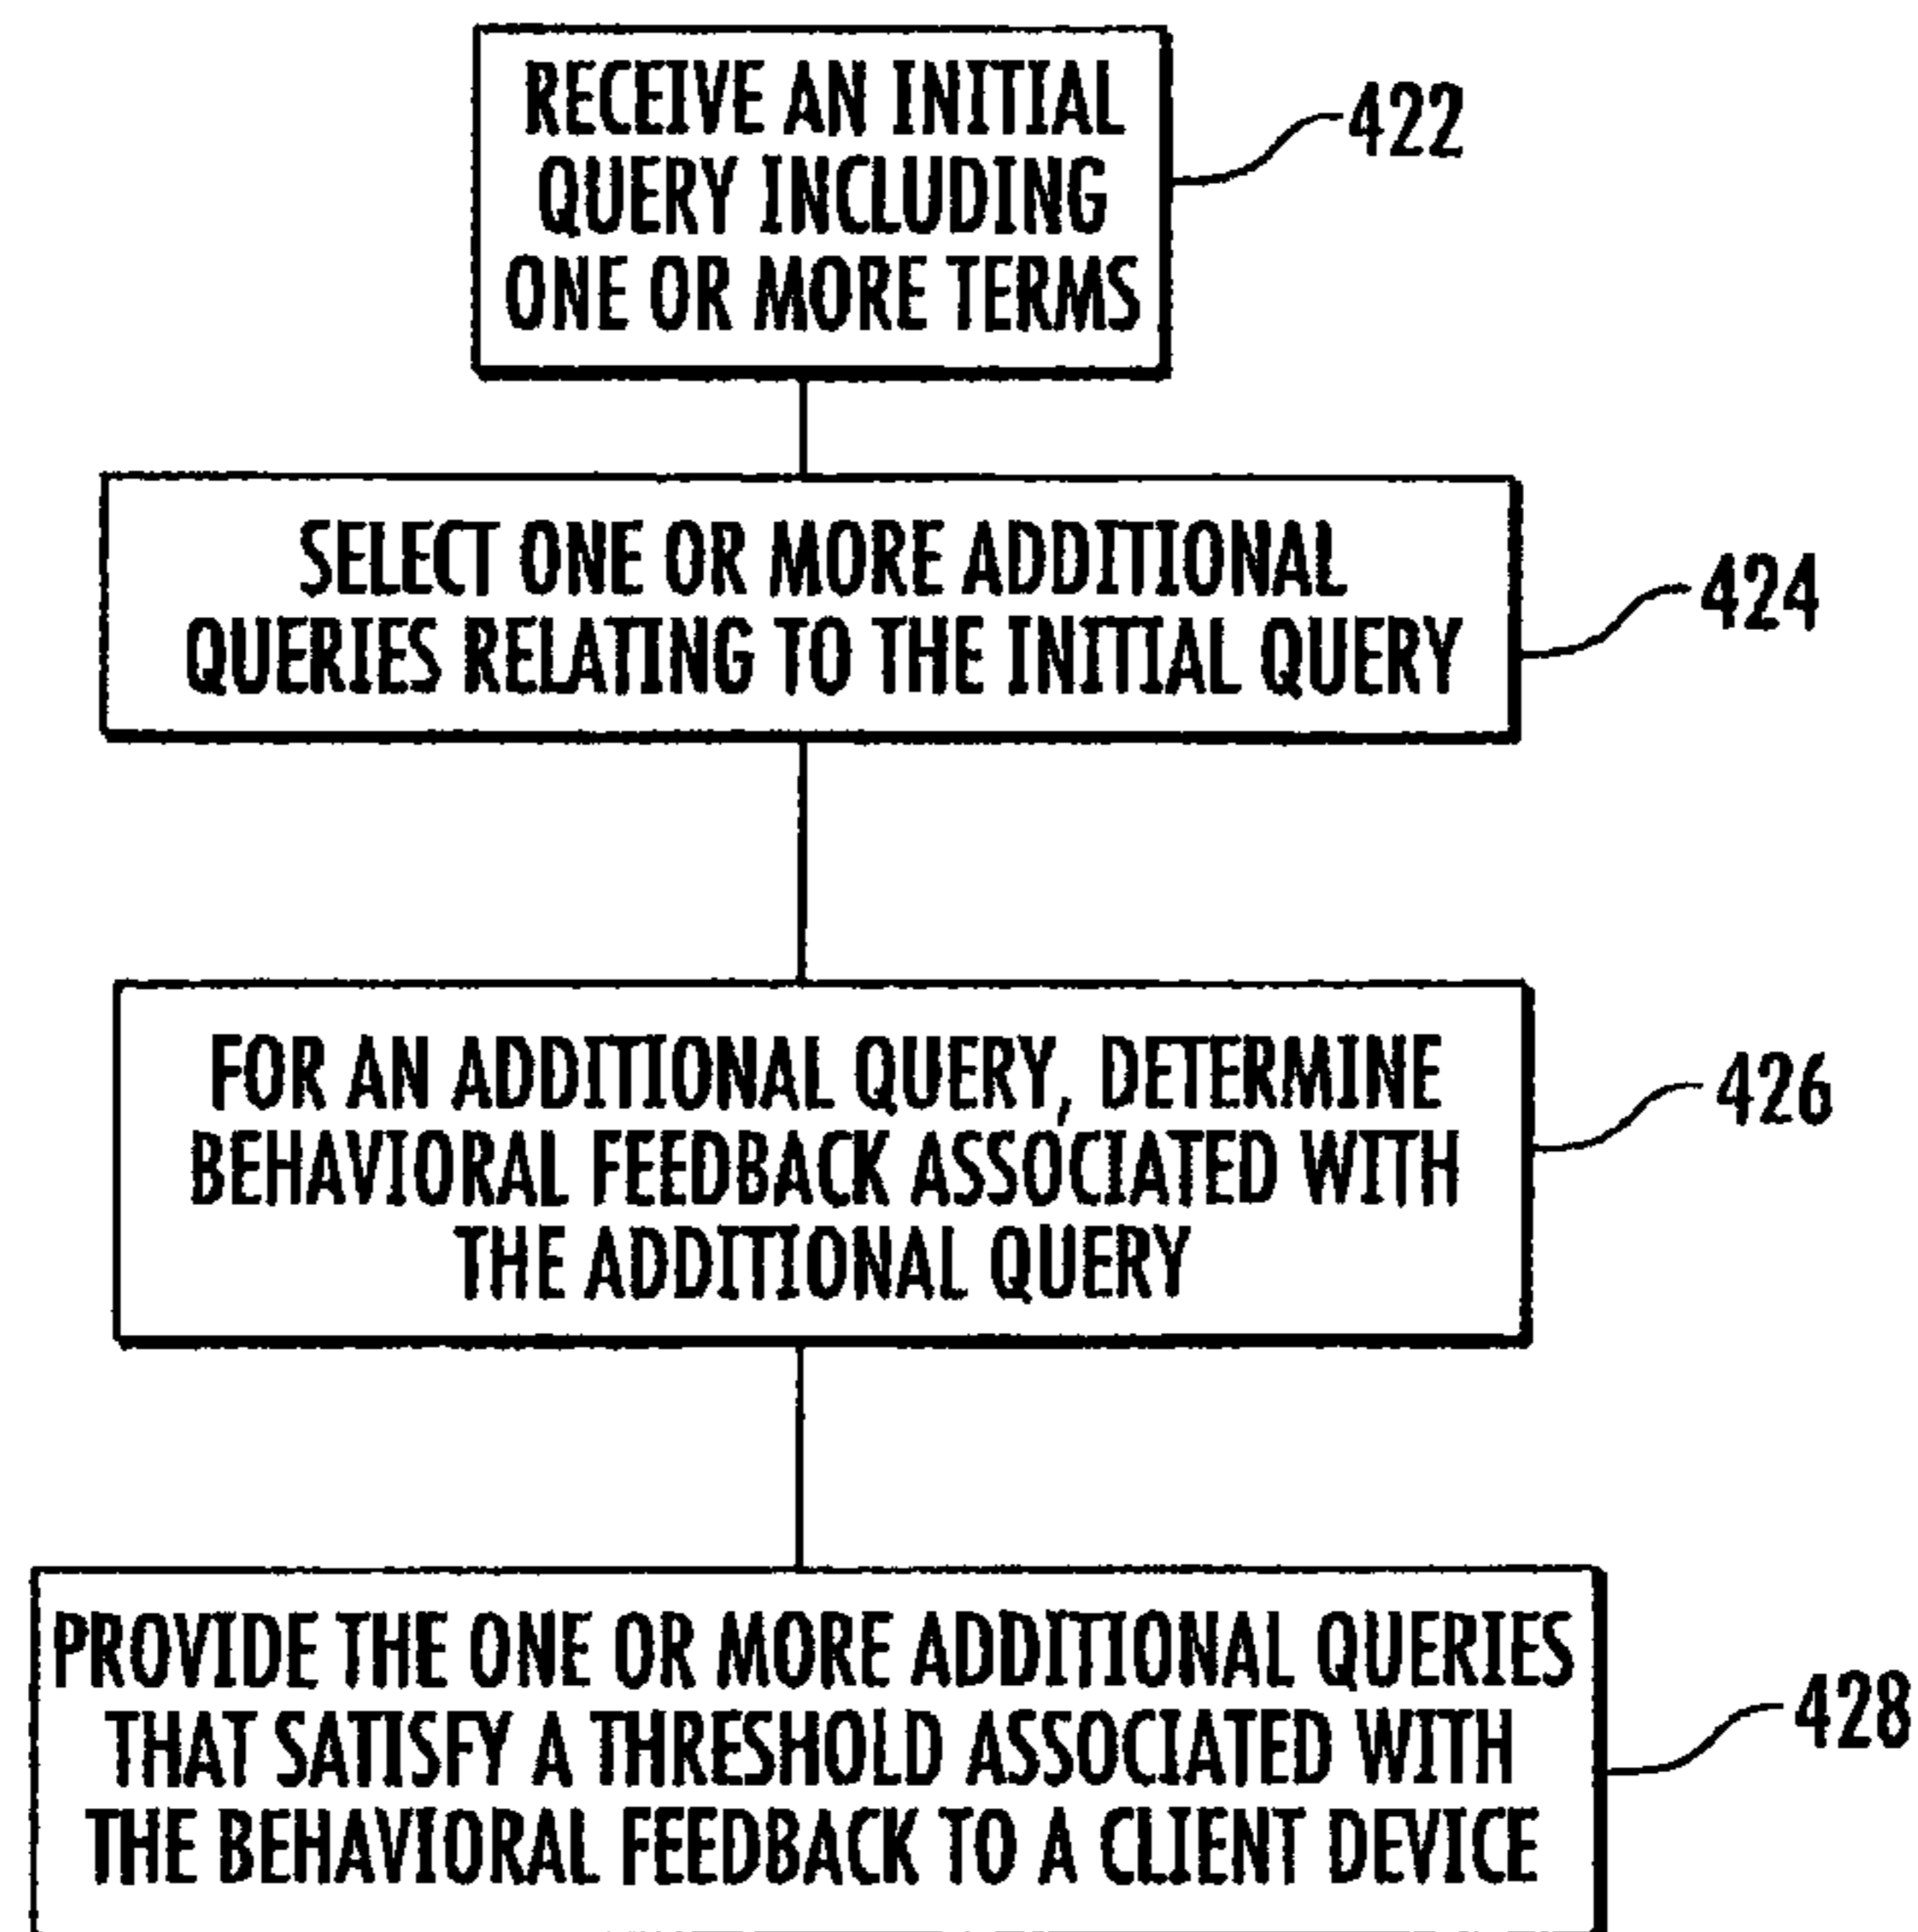 RECEIVE AN INITIAL
QUERY INCLUDING
ONE OR MORE TERMS
422
SELECT ONE OR MORE ADDITIONAL
QUERIES RELATING TO THE INITIAL QUERY
424
FOR AN ADDITIONAL QUERY, DETERMINE
BEHAVIORAL FEEDBACK ASSOCIATED WITH
THE ADDITIONAL QUERY
426
PROVIDE THE ONE OR MORE ADDITIONAL QUERIES
THAT SATISFY A THRESHOLD ASSOCIATED WITH
THE BEHAVIORAL FEEDBACK TO A CLIENT DEVICE
428